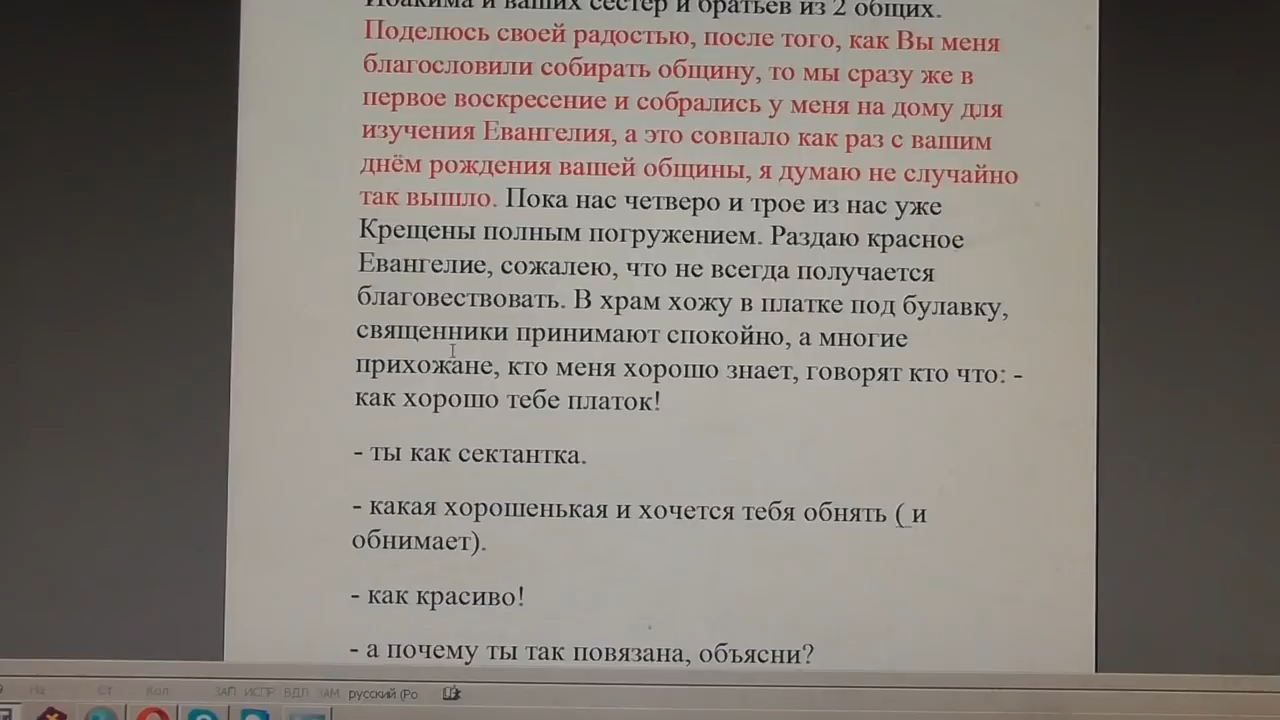 Иоакима и ваших сестер и братьев из 2 общих.
Поделюсь своей радостью, после того, как Вы меня
благословили собирать общину, то мы сразу же в
первое воскресение и собрались у меня на дому для
изучения Евангелия, а это совпало как раз с вашим
днём рождения вашей общины, я думаю не случайно
так вышло. Пока нас четверо и трое из нас уже
Крещены полным погружением. Раздаю красное
Евангелие, сожалею, что не всегда получается
благовествовать. В храм хожу в платке под булавку,
священники принимают спокойно, а многие
прихожане, кто меня хорошо знает, говорят кто что: -
как хорошо тебе платок!
- ты как сектантка.
- какая хорошенькая и хочется тебя обнять ( и
обнимает).
- как красиво!
- а почему ты так повязана, объясни?
На Ст Кол ЗАП ИСПР ВДЛ ЗАМ русский (Ро